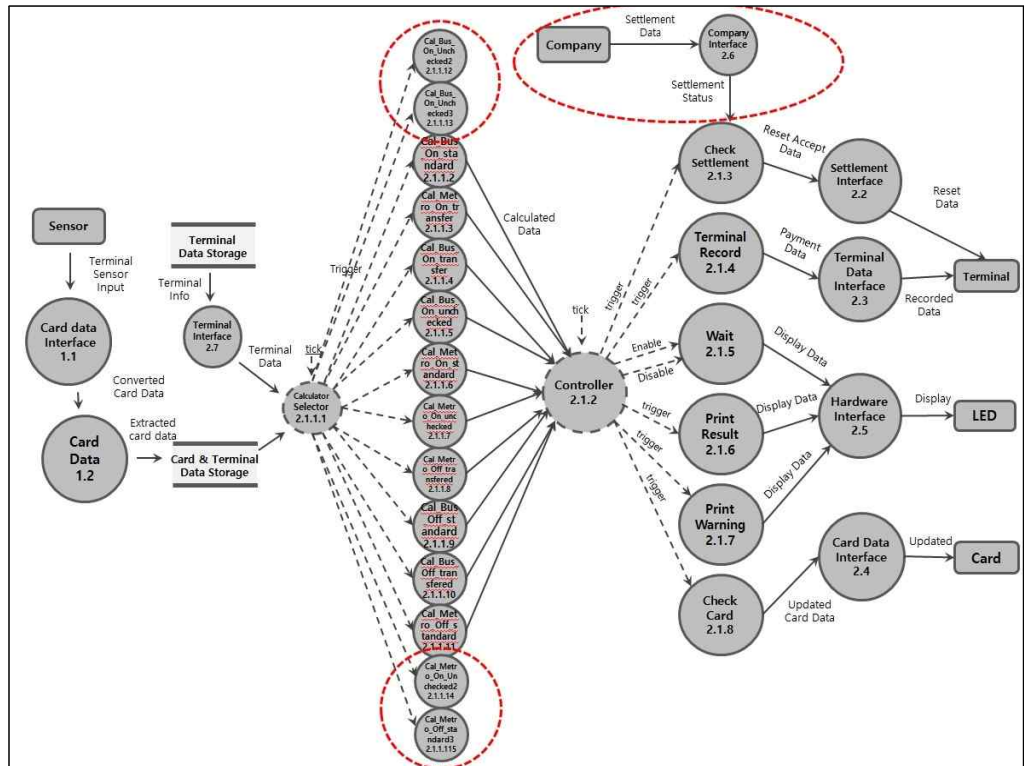 Sensor
Terminal
Sensor
Input
Card data
Interface
1.1
Converted
Card Data
Card
Data
1.2
Extracted
card data
Card & Terminal
Data Storage
Terminal
Data Storage
Terminal
Info
Terminal
Interface
2.7
Terminal
Data
tick
Calculator
Selector
2.1.1.1
Trigger
Cal_Bus_
On_Unch
ecked2
2.1.1.12
Cal_Bus_
On_Unch
ecked3
2.1.1.13
Cal_Bus_
On_sta
ndard
2.1.1.2
Cal_Met
ro_On_tr
ansfer
2.1.1.3
Cal_Bus_
On_tran
sfer
2.1.1.4
Cal_Bus_
On_unch
ecked
2.1.1.5
Cal_Me
tro_On_st
andard
2.1.1.6
Cal_Met
ro_On_unc
hecked
2.1.1.7
Cal_Met
ro_Off_tra
nsfered
2.1.1.8
Cal_Bus
_Off_st
andard
2.1.1.9
Cal_Bus_
Off_tran
sfered
2.1.1.10
Cal_Met
ro_Off_s
tandard
2.1.1.11
Cal_Metr
o_On_Un
checked2
2.1.1.14
Cal_Metr
o_Off_sta
ndard3
2.1.1.115
Calculated
Data
tick
Controller
2.1.2
Company
Settlement
Data
Company
Interface
2.6
Settlement
Status
trigger
trigger
Enable
Disable
trigger
trigger
trigger
Check
Settlement
2.1.3
Reset Accept
Data
Settlement
Interface
2.2
Reset
Data
Terminal
Record
2.1.4
Payment
Data
Terminal
Data
Interface
2.3
Recorded
Data
Terminal
Wait
2.1.5
Display Data
Print
Result
2.1.6
Display Data
Print
Warning
2.1.7
Display Data
Hardware
Interface
2.5
Display
LED
Check
Card
2.1.8
Updated
Card Data
Card Data
Interface
2.4
Updated
Card